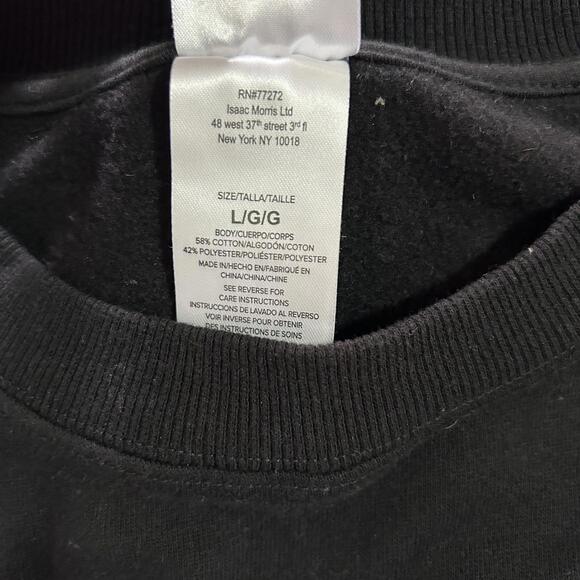 RN#77272
Isaac Morris Ltd
48 west 37th street 3rd fl
New York NY 10018
SIZE/TALLA/TAILLE
L/G/G
BODY/CUERPO/CORPS
58% COTTON/ALGODÓN/COTON
42% POLYESTER/POLIÉSTER/POLYESTER
MADE IN/HECHO EN/FABRIQUÉ EN
CHINA/CHINA/CHINE
SEE REVERSE FOR
CARE INSTRUCTIONS
INSTRUCCIONES DE LAVADO AL REVERSO
VOIR INVERSE POUR OBTENIR
DES INSTRUCTIONS DE SOINS